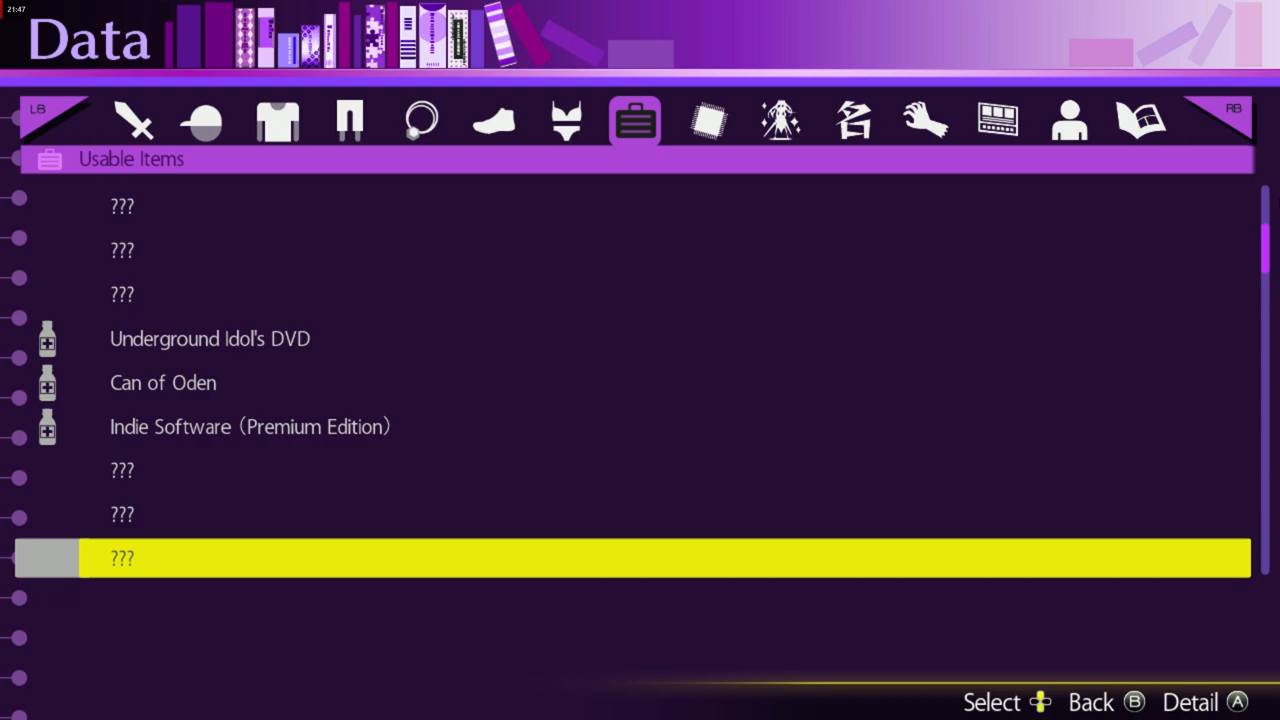 21:47
Data
LB
RB
Usable Items
???
???
???
Underground Idol's DVD
Can of Oden
Indie Software (Premium Edition)
???
???
???
Select Back B Detail A